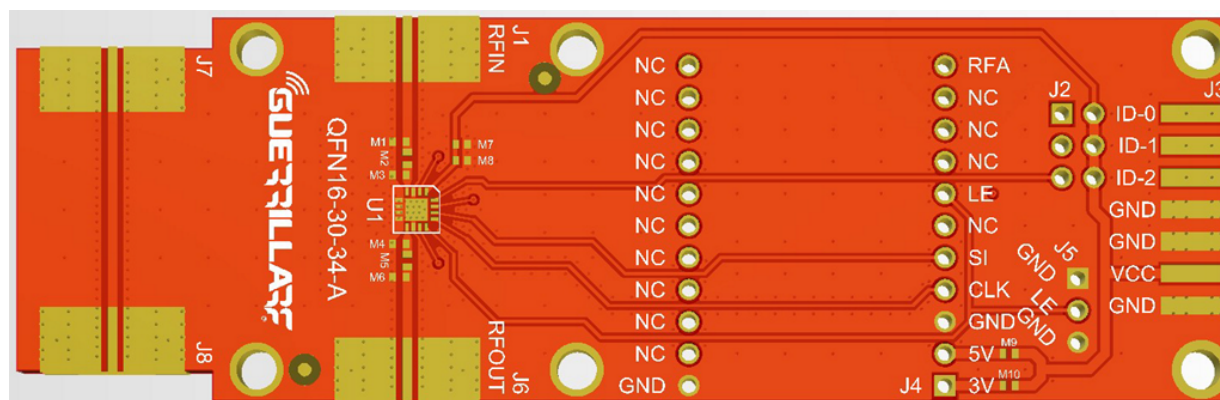 J7
J8
GUERRILLARF
QFN16-30-34-A
J1
RFIN
M1
M2
M3
U1
M4
M5
M6
M7
M8
RFOUT
J6
NC
NC
NC
NC
NC
NC
NC
NC
NC
NC
GND
RFA
NC
NC
NC
LE
NC
SI
CLK
GND
5V
J4 3V
M9
M10
J2
J5
GND
LE
GND
J3
ID-0
ID-1
ID-2
GND
GND
VCC
GND